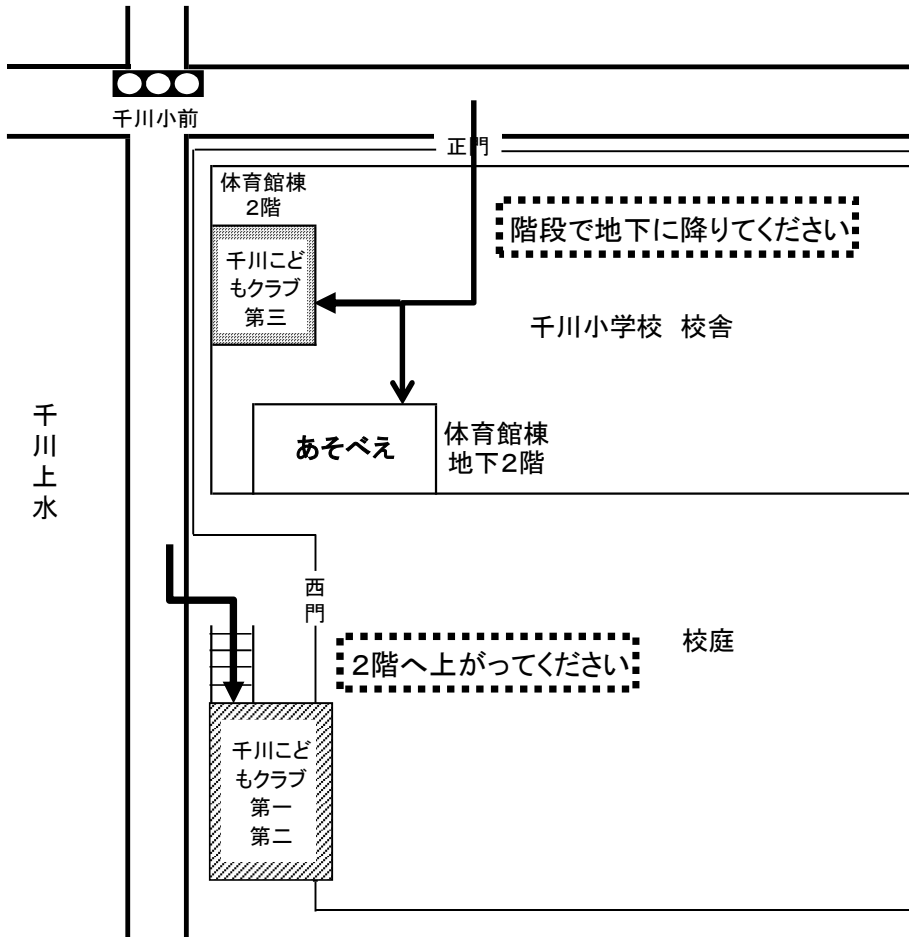 千川小前
正門
体育館棟
２階
階段で地下に降りてください
千川こど
もクラブ
第三
千川小学校 校舎
あそべえ
体育館棟
地下２階
千川上水
西門
２階へ上がってください
校庭
千川こど
もクラブ
第一
第二